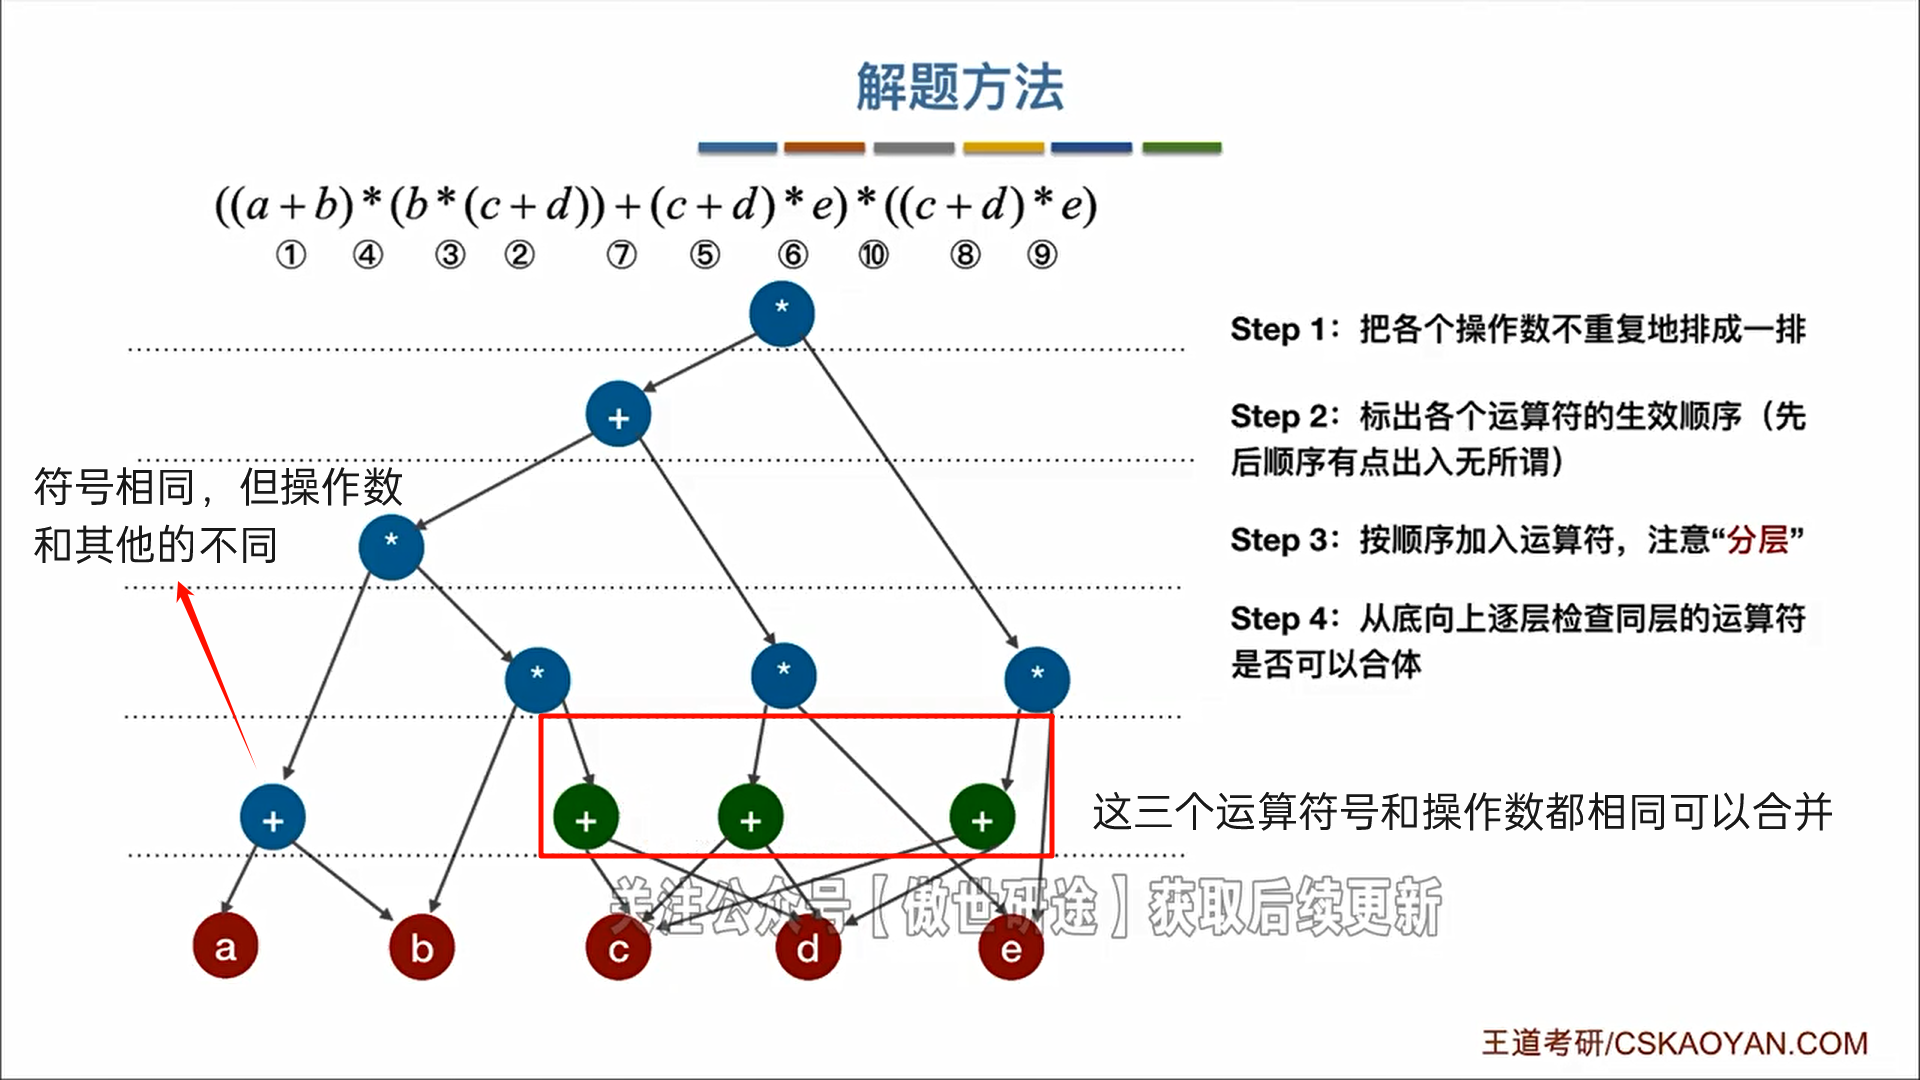 解题方法
((a+b)*(b*(c+d))+(c+d)*e)*((c+d)*e)
① ④ ③ ② ⑦ ⑤ ⑥ ⑩ ⑧ ⑨
*
Step 1：把各个操作数不重复地排成一排
+
Step 2：标出各个运算符的生效顺序（先
后顺序有点出入无所谓）
符号相同，但操作数
和其他的不同
*
Step 3：按顺序加入运算符，注意“分层”
Step 4：从底向上逐层检查同层的运算符
是否可以合体
* * *
+ + + +
这三个运算符号和操作数都相同可以合并
关注公众号【傲世研途】获取后续更新
a b c d e
王道考研/CSKAOYAN.COM